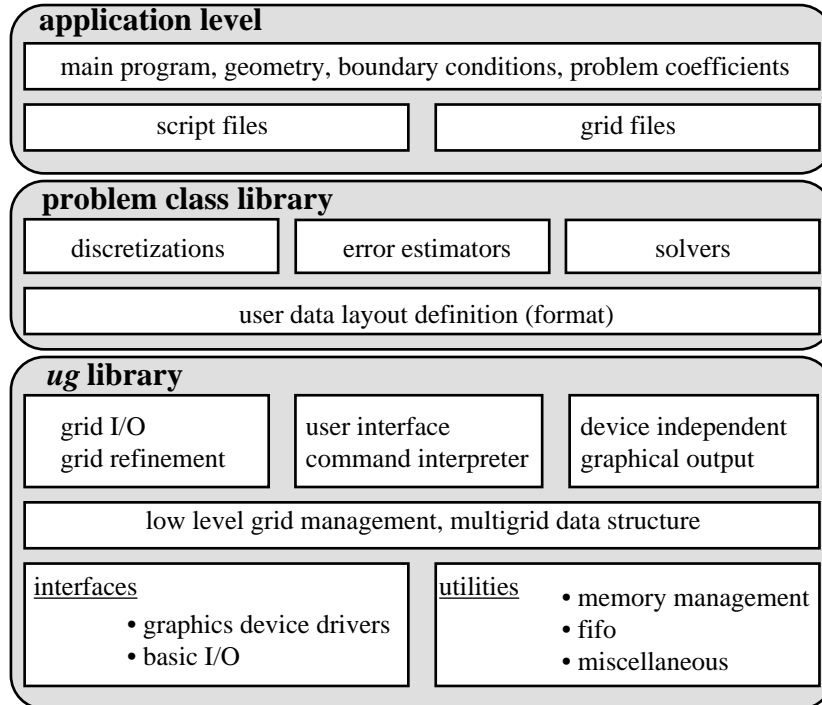 application level
main program, geometry, boundary conditions, problem coefficients
script files
grid files
problem class library
discretizations
error estimators
solvers
user data layout definition (format)
ug library
grid I/O
grid refinement
user interface
command interpreter
device independent
graphical output
low level grid management, multigrid data structure
interfaces
• graphics device drivers
• basic I/O
utilities
• memory management
• fifo
• miscellaneous